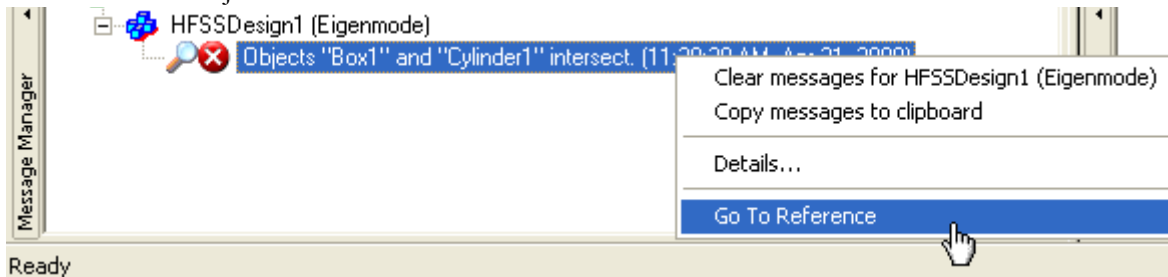 HFSSDesign1 (Eigenmode)
Objects "Box1" and "Cylinder1" intersect. (11:
Clear messages for HFSSDesign1 (Eigenmode)
Copy messages to clipboard
Details...
Go To Reference
Message Manager
Ready